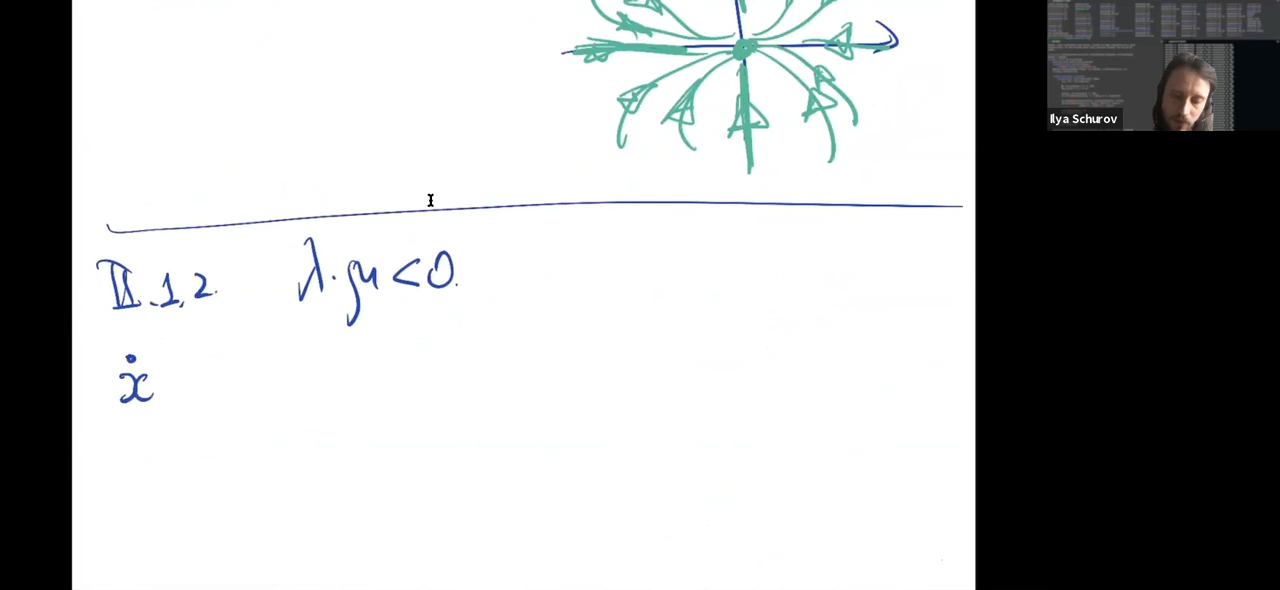 Ilya Schurov
II.1,2. λ·μ<0.
ẋ